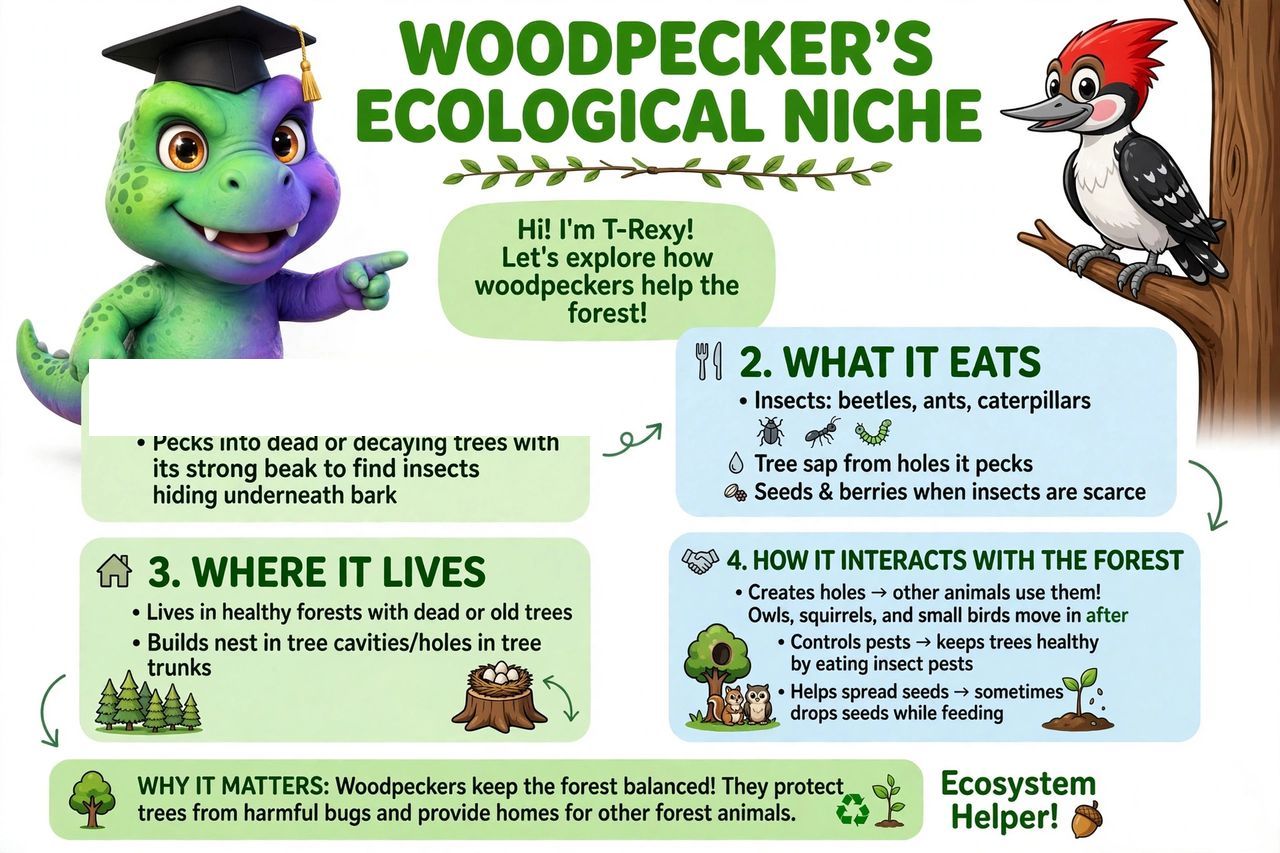 WOODPECKER'S
ECOLOGICAL NICHE
Hi! I'm T-Rexy!
Let's explore how
woodpeckers help the
forest!
• Pecks into dead or decaying trees with
its strong beak to find insects
hiding underneath bark
2. WHAT IT EATS
• Insects: beetles, ants, caterpillars
Tree sap from holes it pecks
Seeds & berries when insects are scarce
3. WHERE IT LIVES
• Lives in healthy forests with dead or old trees
• Builds nest in tree cavities/holes in tree
trunks
4. HOW IT INTERACTS WITH THE FOREST
• Creates holes → other animals use them!
Owls, squirrels, and small birds move in after
• Controls pests → keeps trees healthy
by eating insect pests
• Helps spread seeds → sometimes
drops seeds while feeding
WHY IT MATTERS: Woodpeckers keep the forest balanced! They protect
trees from harmful bugs and provide homes for other forest animals.
Ecosystem
Helper!